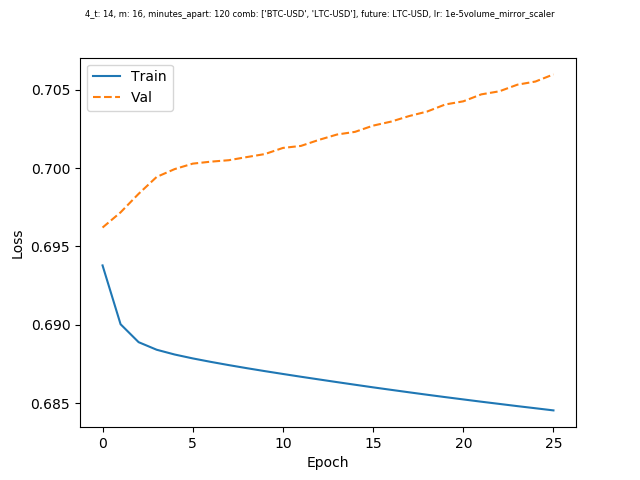 4_t: 14, m: 16, minutes_apart: 120 comb: ['BTC-USD', 'LTC-USD'], future: LTC-USD, lr: 1e-5volume_mirror_scaler
Train
Val
0.705
0.700
0.695
0.690
0.685
Loss
0
5
10
15
20
25
Epoch